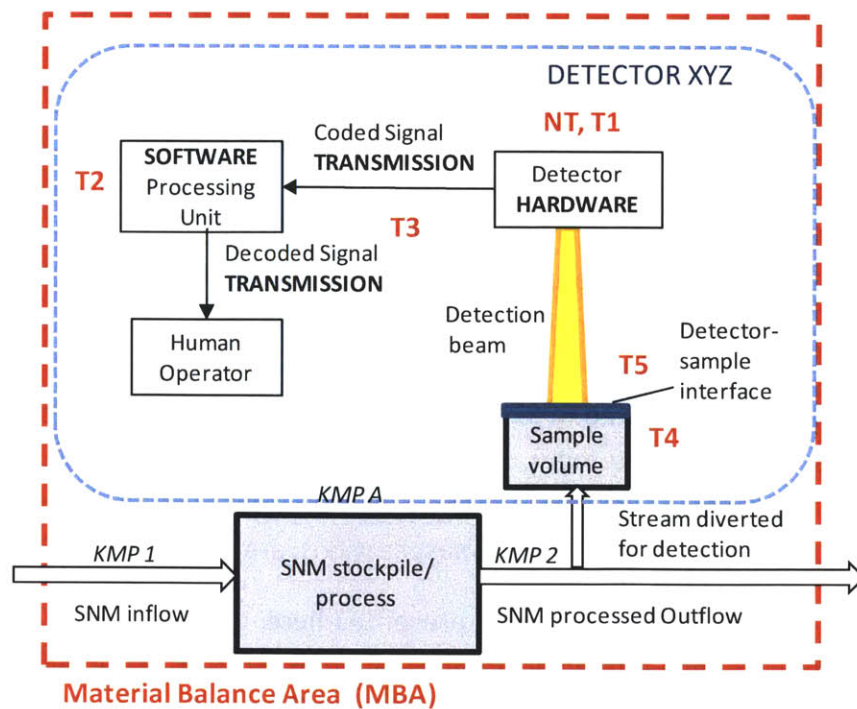 DETECTOR XYZ
NT, T1
Coded Signal
TRANSMISSION
SOFTWARE
Processing
Unit
T2
Detector
HARDWARE
T3
Decoded Signal
TRANSMISSION
Human
Operator
Detection
beam
Detector-
sample
interface
T5
Sample
volume
T4
KMP A
KMP 1
SNM inflow
SNM stockpile/
process
KMP 2
Stream diverted
for detection
SNM processed Outflow
Material Balance Area (MBA)